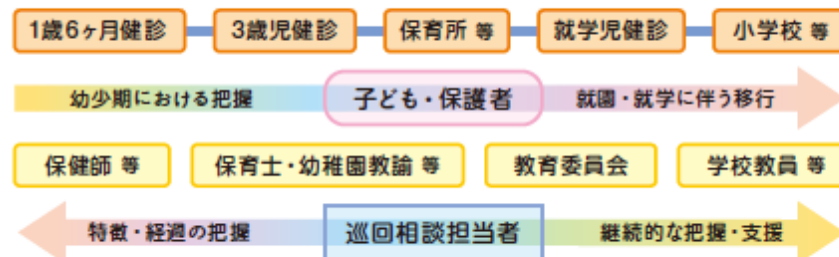 1歳6ヶ月健診 3歳児健診 保育所 等 就学児健診 小学校 等
幼少期における把握 子ども・保護者 就園・就学に伴う移行
保健師 等 保育士・幼稚園教諭 等 教育委員会 学校教員 等
特徴・経過の把握 巡回相談担当者 継続的な把握・支援